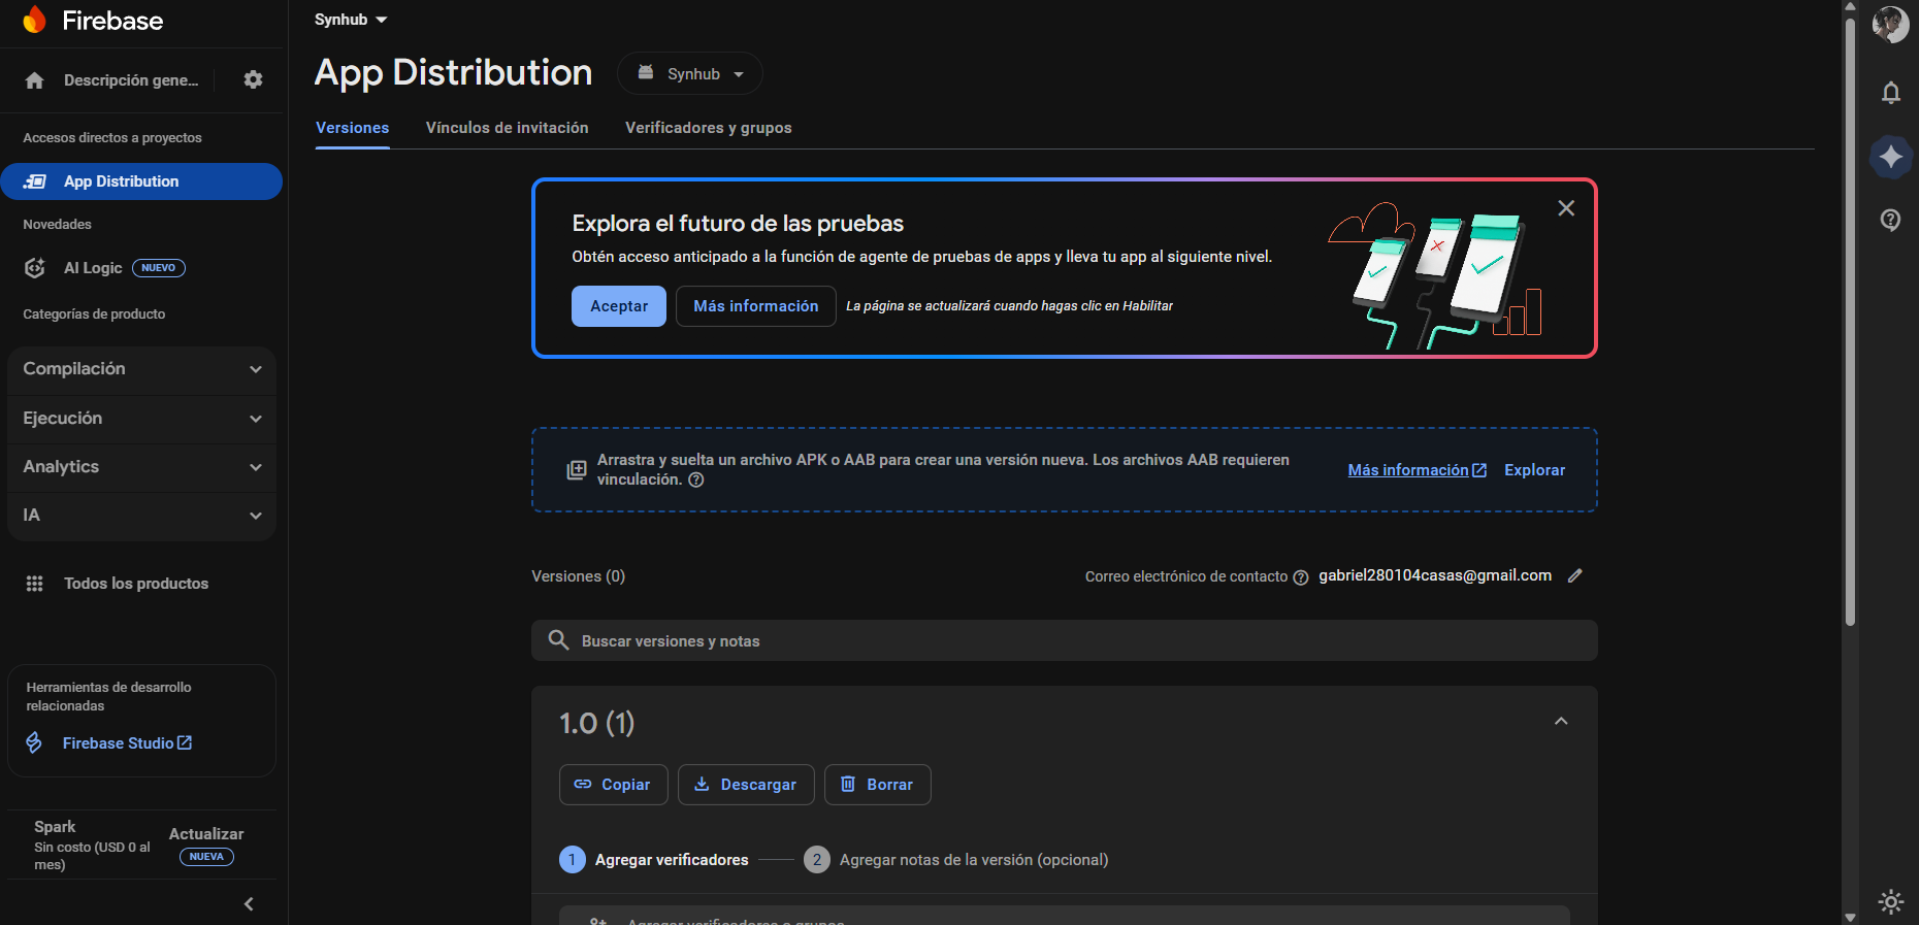 Firebase
Descripción gene...
Accesos directos a proyectos
App Distribution
Novedades
AI Logic NUEVO
Categorías de producto
Compilación
Ejecución
Analytics
IA
Todos los productos
Herramientas de desarrollo
relacionadas
Firebase Studio
Spark
Sin costo (USD 0 al
mes)
Actualizar
NUEVA
Synhub
App Distribution
Synhub
Versiones
Vínculos de invitación
Verificadores y grupos
Explora el futuro de las pruebas
Obtén acceso anticipado a la función de agente de pruebas de apps y lleva tu app al siguiente nivel.
Aceptar
Más información
La página se actualizará cuando hagas clic en Habilitar
Arrastra y suelta un archivo APK o AAB para crear una versión nueva. Los archivos AAB requieren
vinculación.
Más información
Explorar
Versiones (0)
Correo electrónico de contacto
gabriel280104casas@gmail.com
Buscar versiones y notas
1.0 (1)
Copiar
Descargar
Borrar
1 Agregar verificadores
2 Agregar notas de la versión (opcional)
Agregar verificadores o grupos